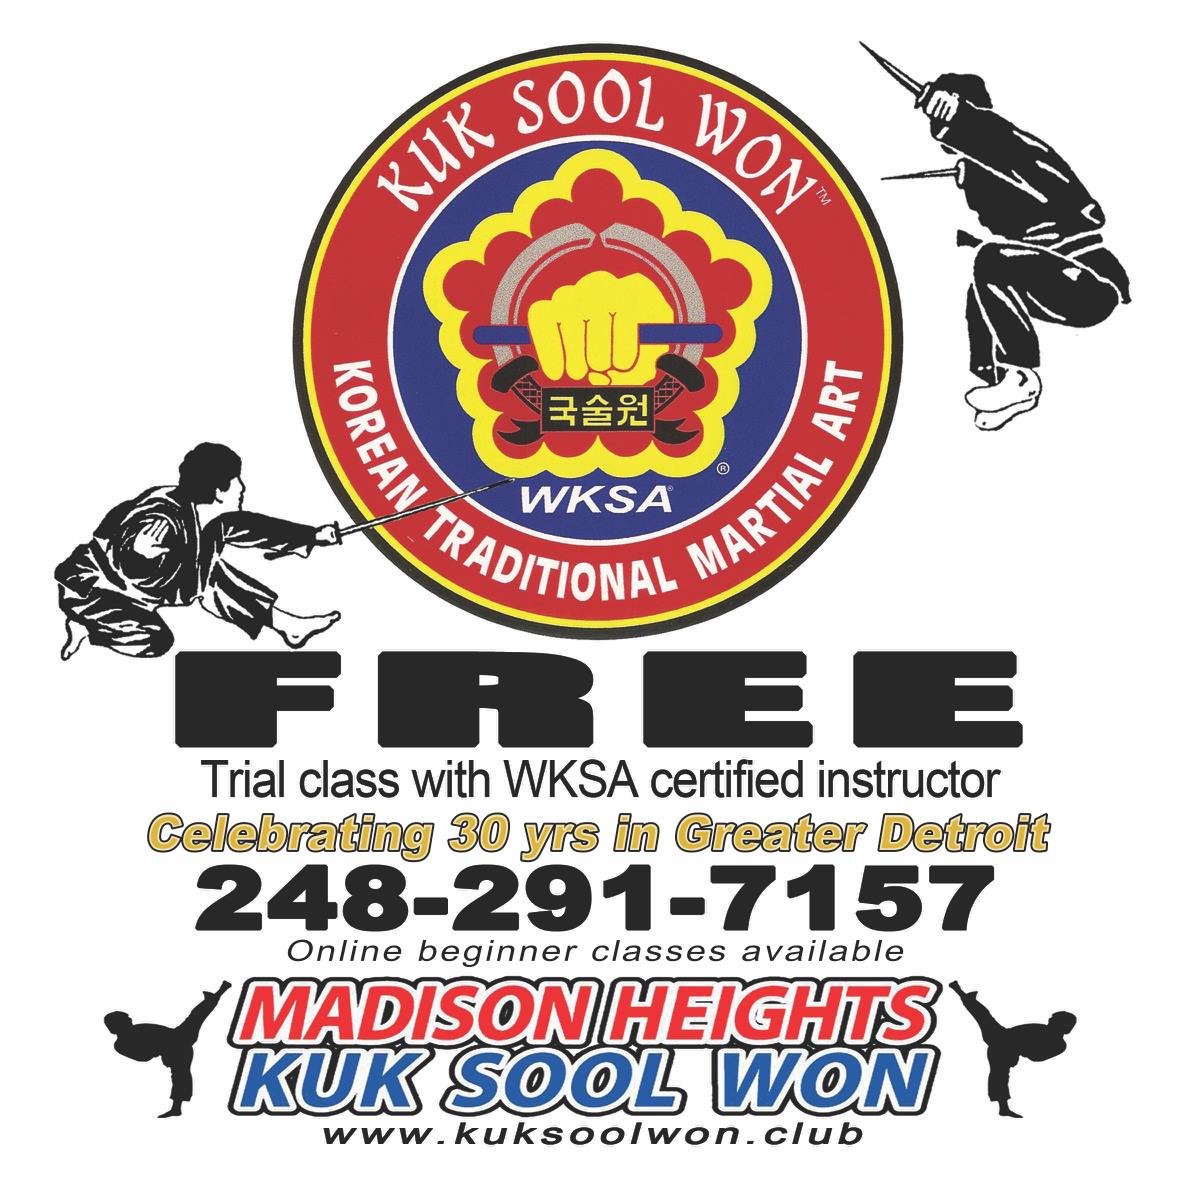 KUK SOOL WON™
국술원
®
WKSA®
KOREAN TRADITIONAL MARTIAL ART
FREE
Trial class with WKSA certified instructor
Celebrating 30 yrs in Greater Detroit
248-291-7157
Online beginner classes available
MADISON HEIGHTS
KUK SOOL WON
www.kuksoolwon.club